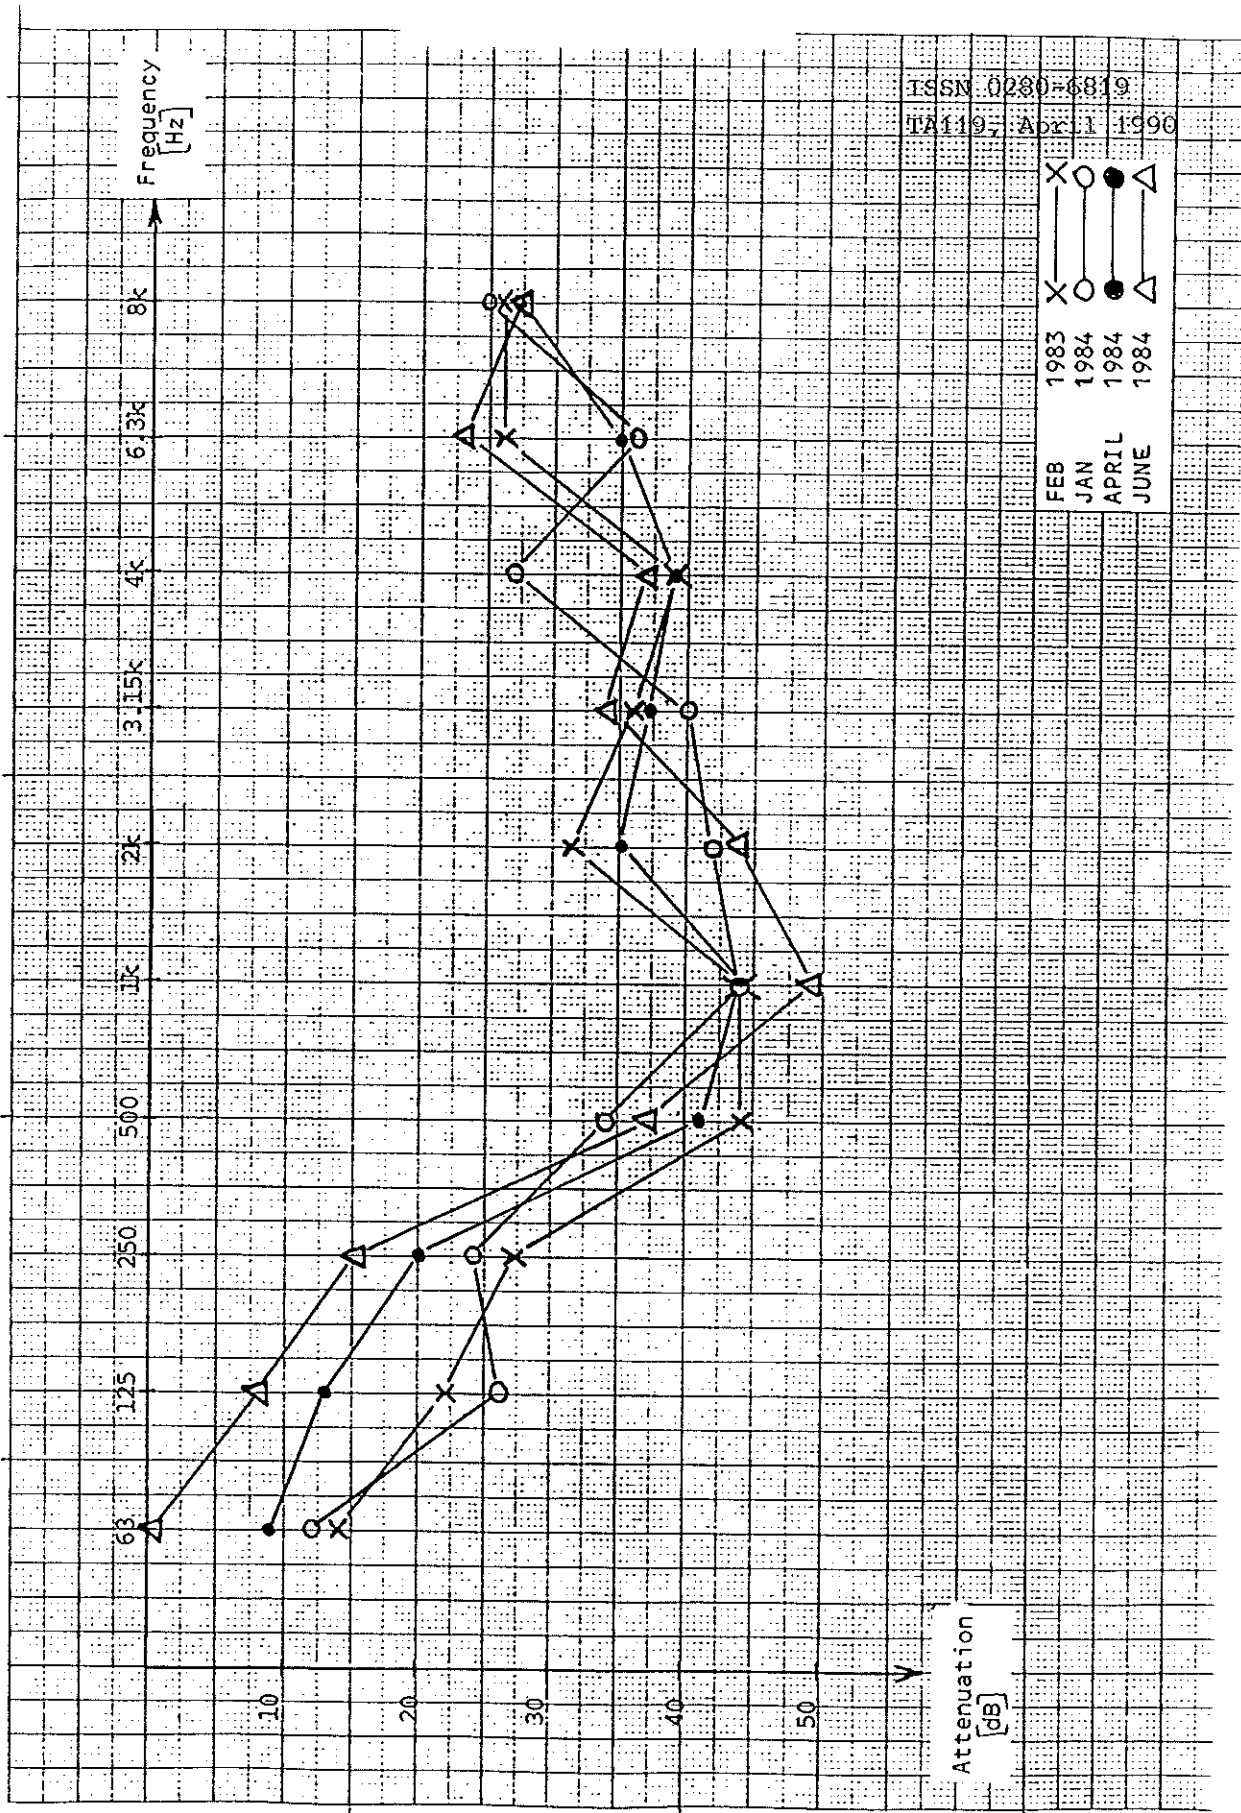 TSSN 0280-6819
TA119, April 1990
Frequency
[Hz]
63
125
250
500
1k
2k
3.15k
4k
6.3k
8k
10
20
30
40
50
Attenuation
[dB]
FEB 1983
JAN 1984
APRIL 1984
JUNE 1984